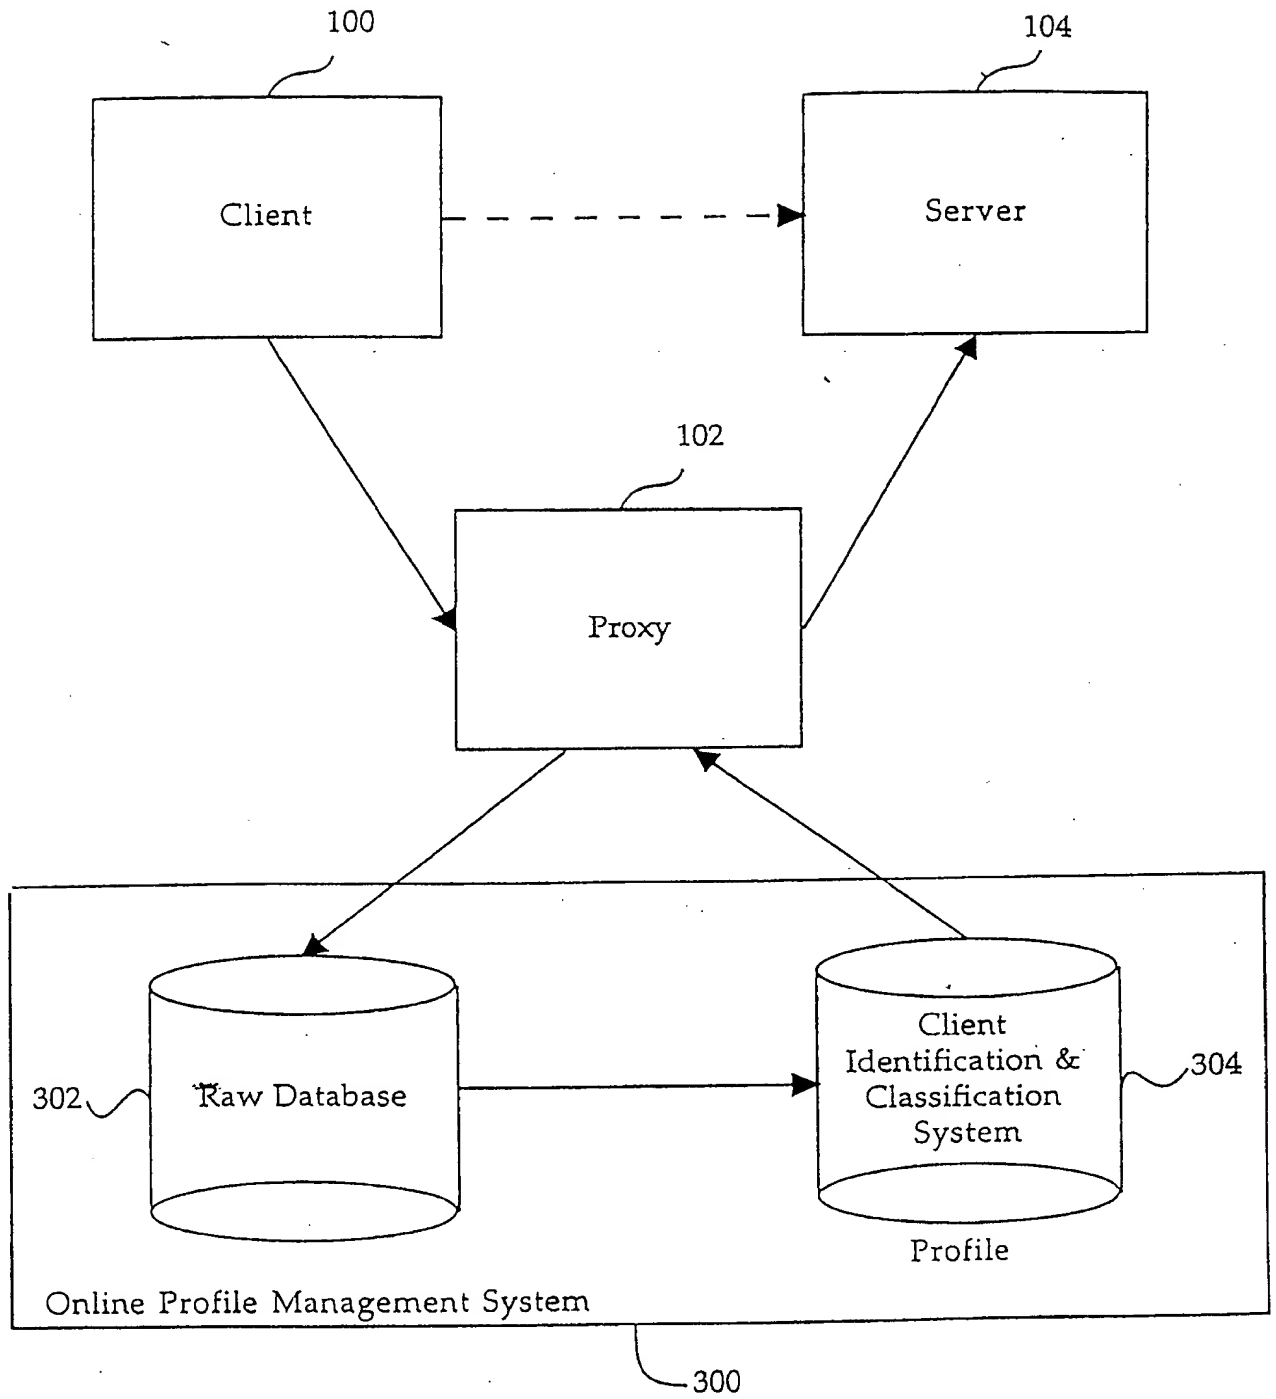 100
104
Client
Server
102
Proxy
302
Raw Database
Client
Identification &
Classification
System
304
Profile
Online Profile Management System
300